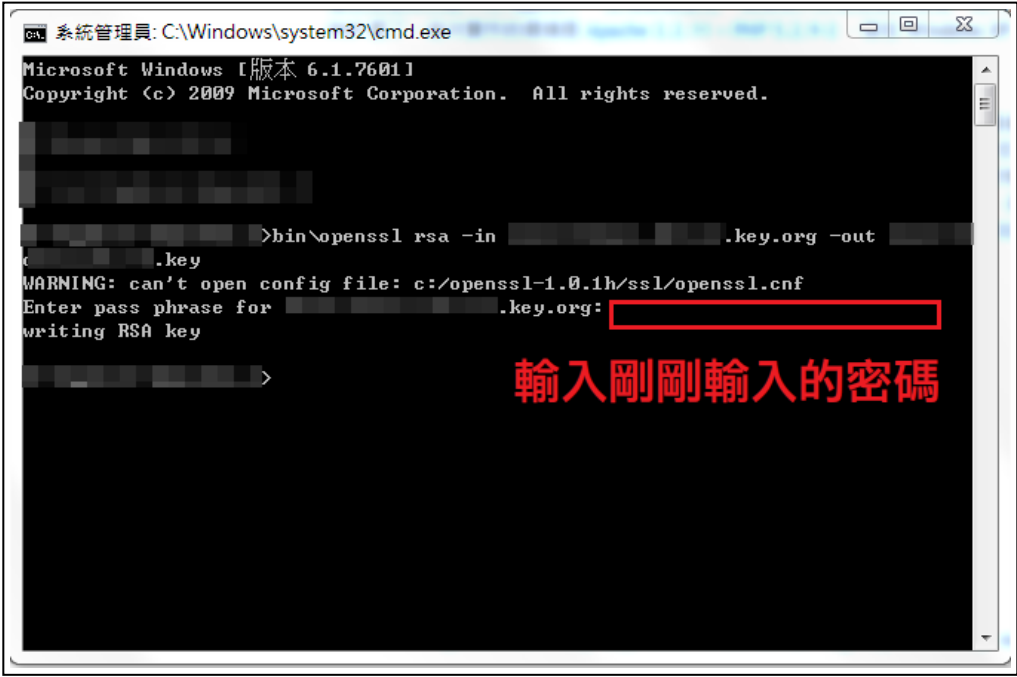 系統管理員: C:\Windows\system32\cmd.exe
Microsoft Windows [版本 6.1.7601]
Copyright (c) 2009 Microsoft Corporation.  All rights reserved.
>bin\openssl rsa -in .key.org -out
.key
WARNING: can't open config file: c:/openssl-1.0.1h/ssl/openssl.cnf
Enter pass phrase for .key.org:
writing RSA key
>
輸入剛剛輸入的密碼